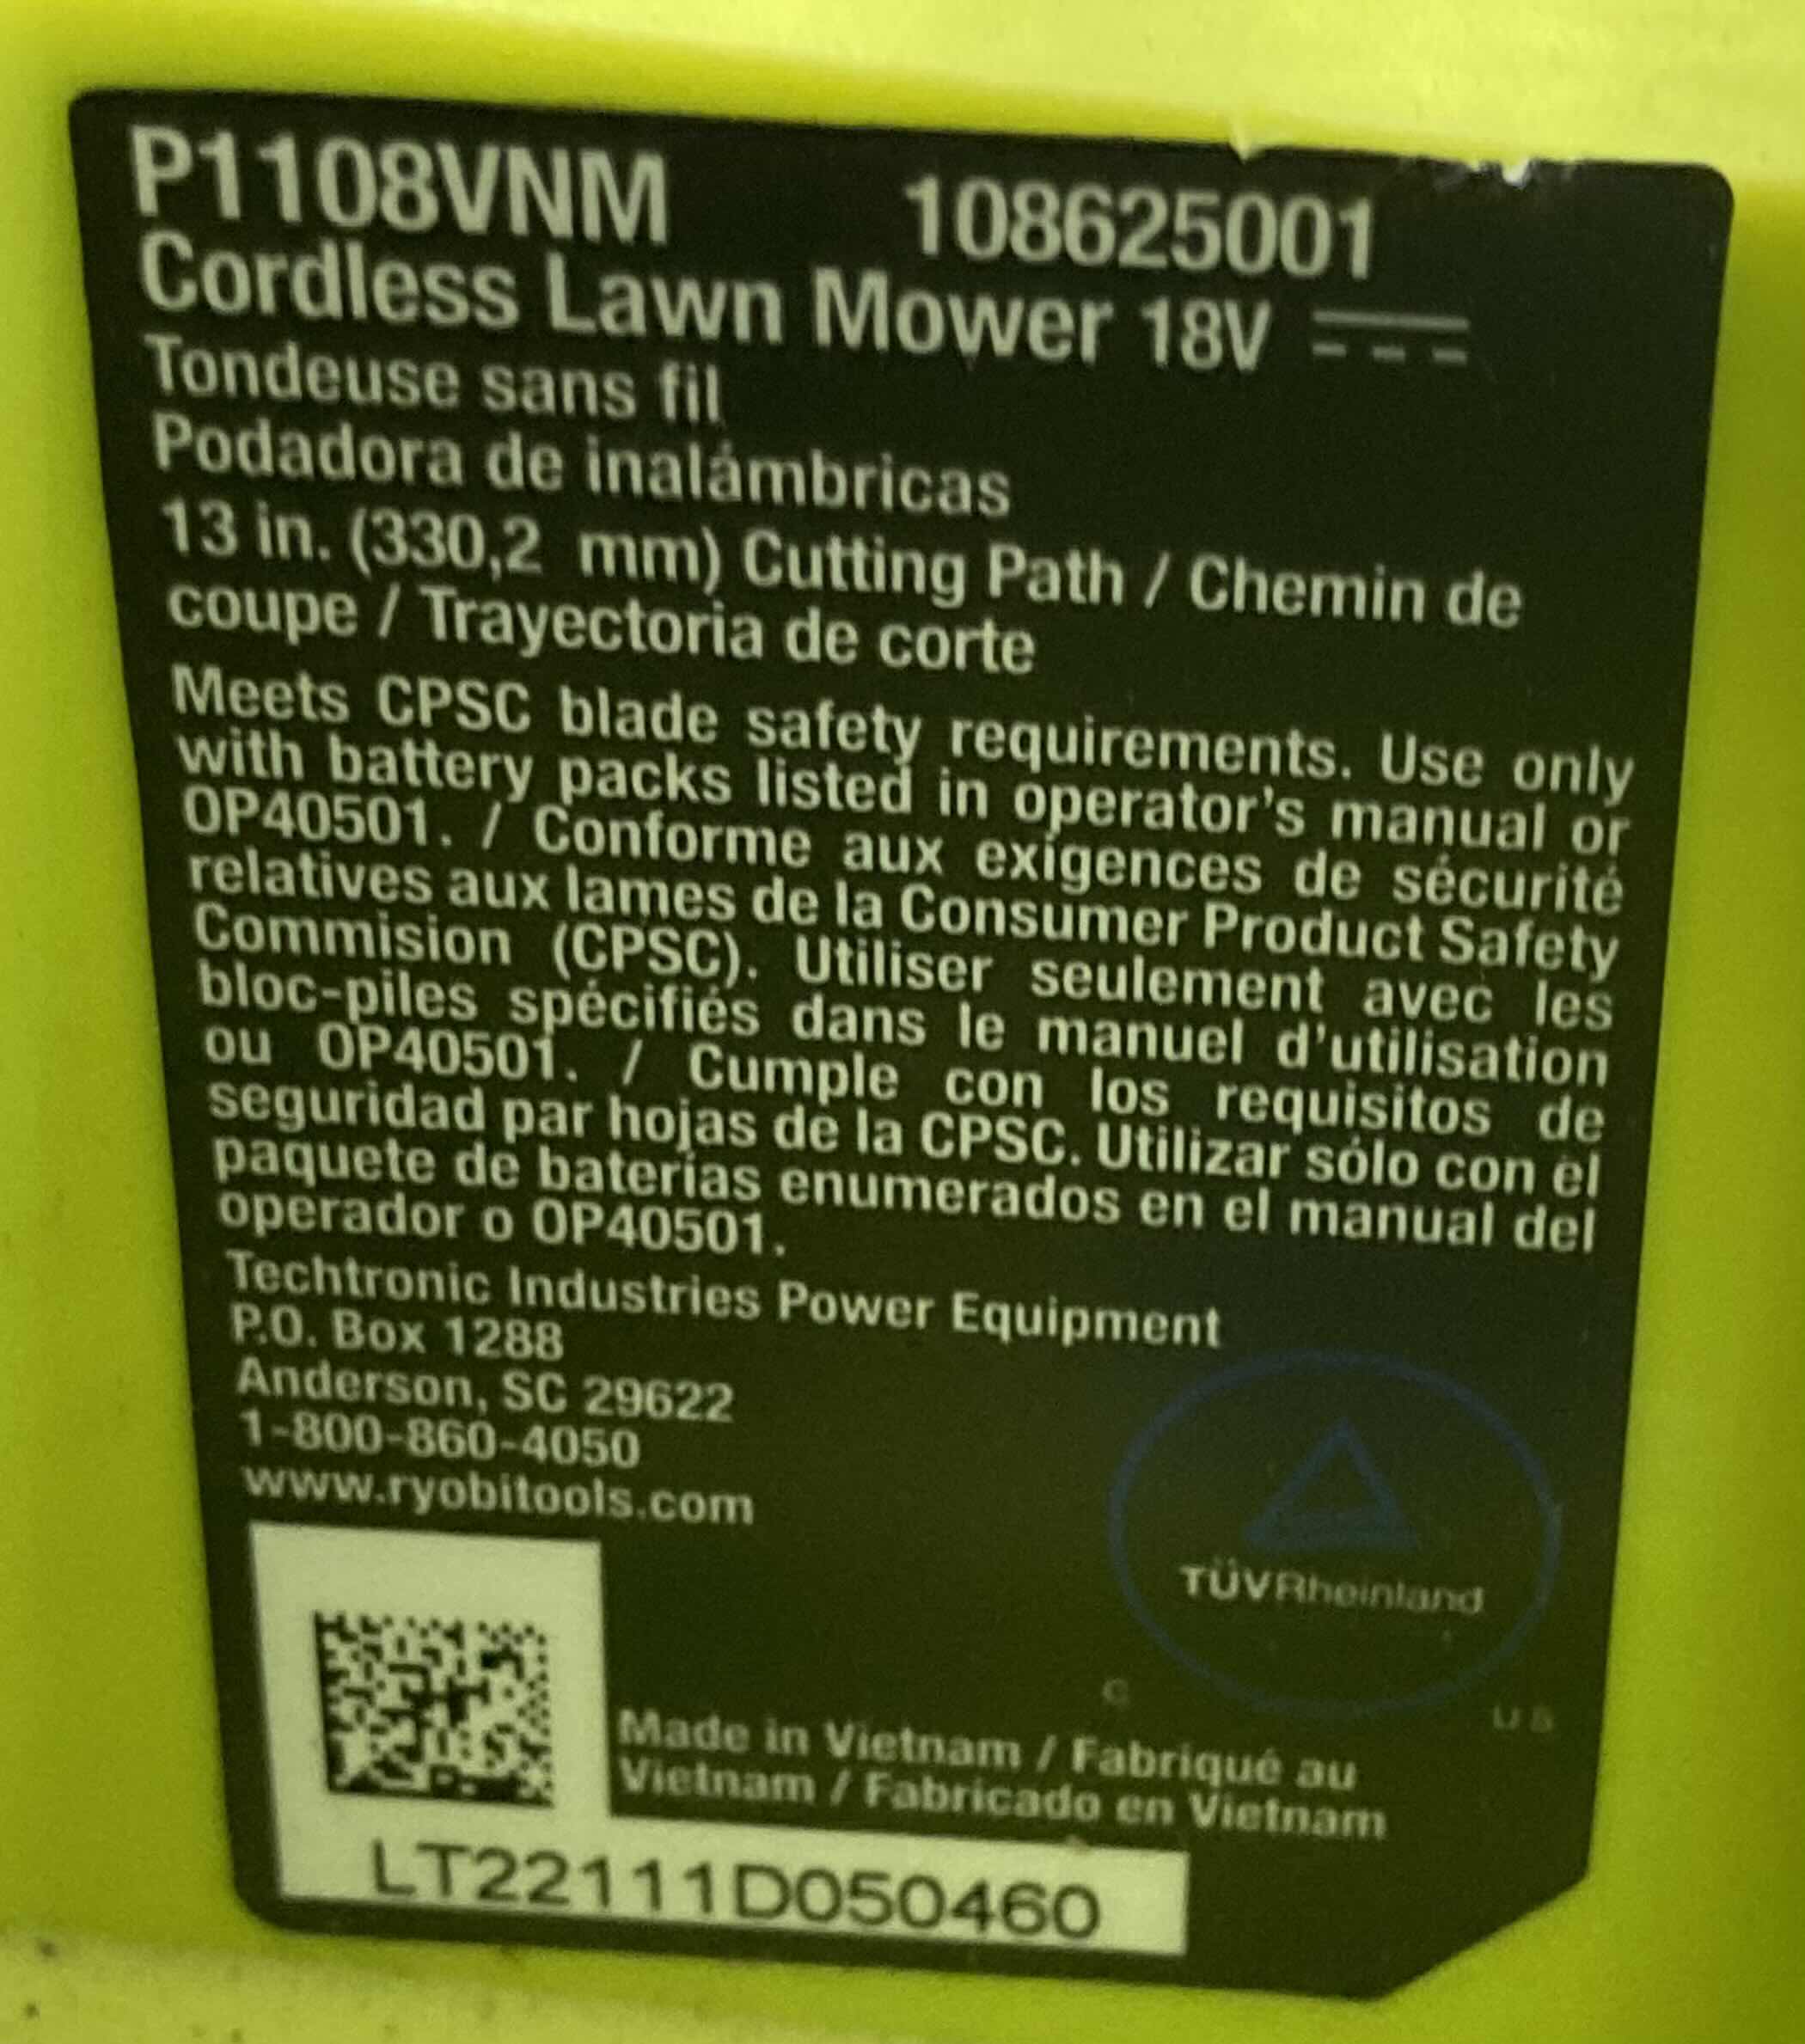 P1108VNM 108625001
Cordless Lawn Mower 18V
Tondeuse sans fil
Podadora de inalámbricas
13 in. (330,2 mm) Cutting Path / Chemin de
coupe / Trayectoria de corte
Meets CPSC blade safety requirements. Use only
with battery packs listed in operator's manual or
OP40501. / Conforme aux exigences de sécurité
relatives aux lames de la Consumer Product Safety
Commision (CPSC). Utiliser seulement avec les
bloc-piles spécifiés dans le manuel d'utilisation
ou OP40501. / Cumple con los requisitos de
seguridad par hojas de la CPSC. Utilizar sólo con el
paquete de baterías enumerados en el manual del
operador o OP40501.
Techtronic Industries Power Equipment
P.O. Box 1288
Anderson, SC 29622
1-800-860-4050
www.ryobitools.com
TÜVRheinland
C US
Made in Vietnam / Fabriqué au
Vietnam / Fabricado en Vietnam
LT22111D050460